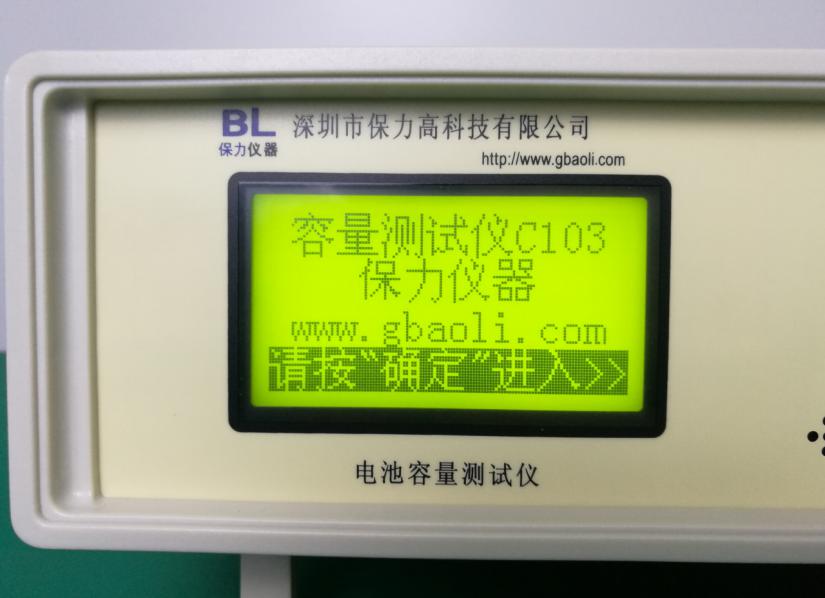 BL 深圳市保力高科技有限公司
保力仪器
http://www.gbaoli.com
容量测试仪C103
保力仪器
www.gbaoli.com
请按"确定"进入>>
电池容量测试仪